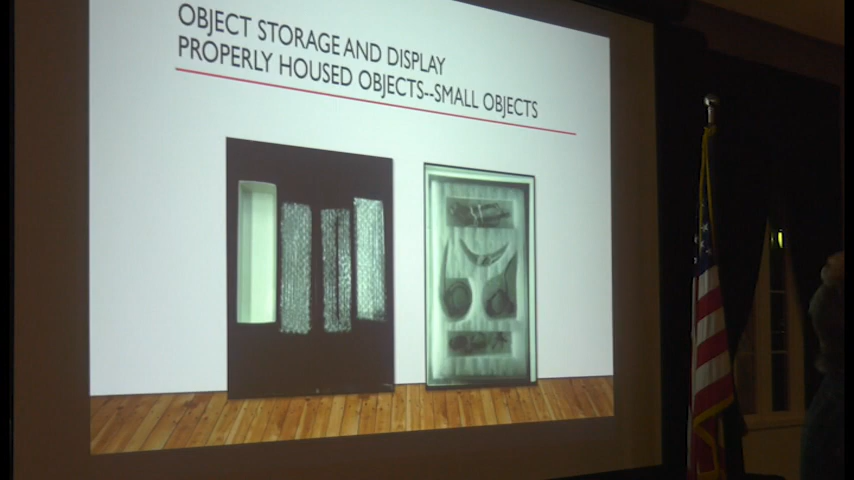 OBJECT STORAGE AND DISPLAY
PROPERLY HOUSED OBJECTS--SMALL OBJECTS